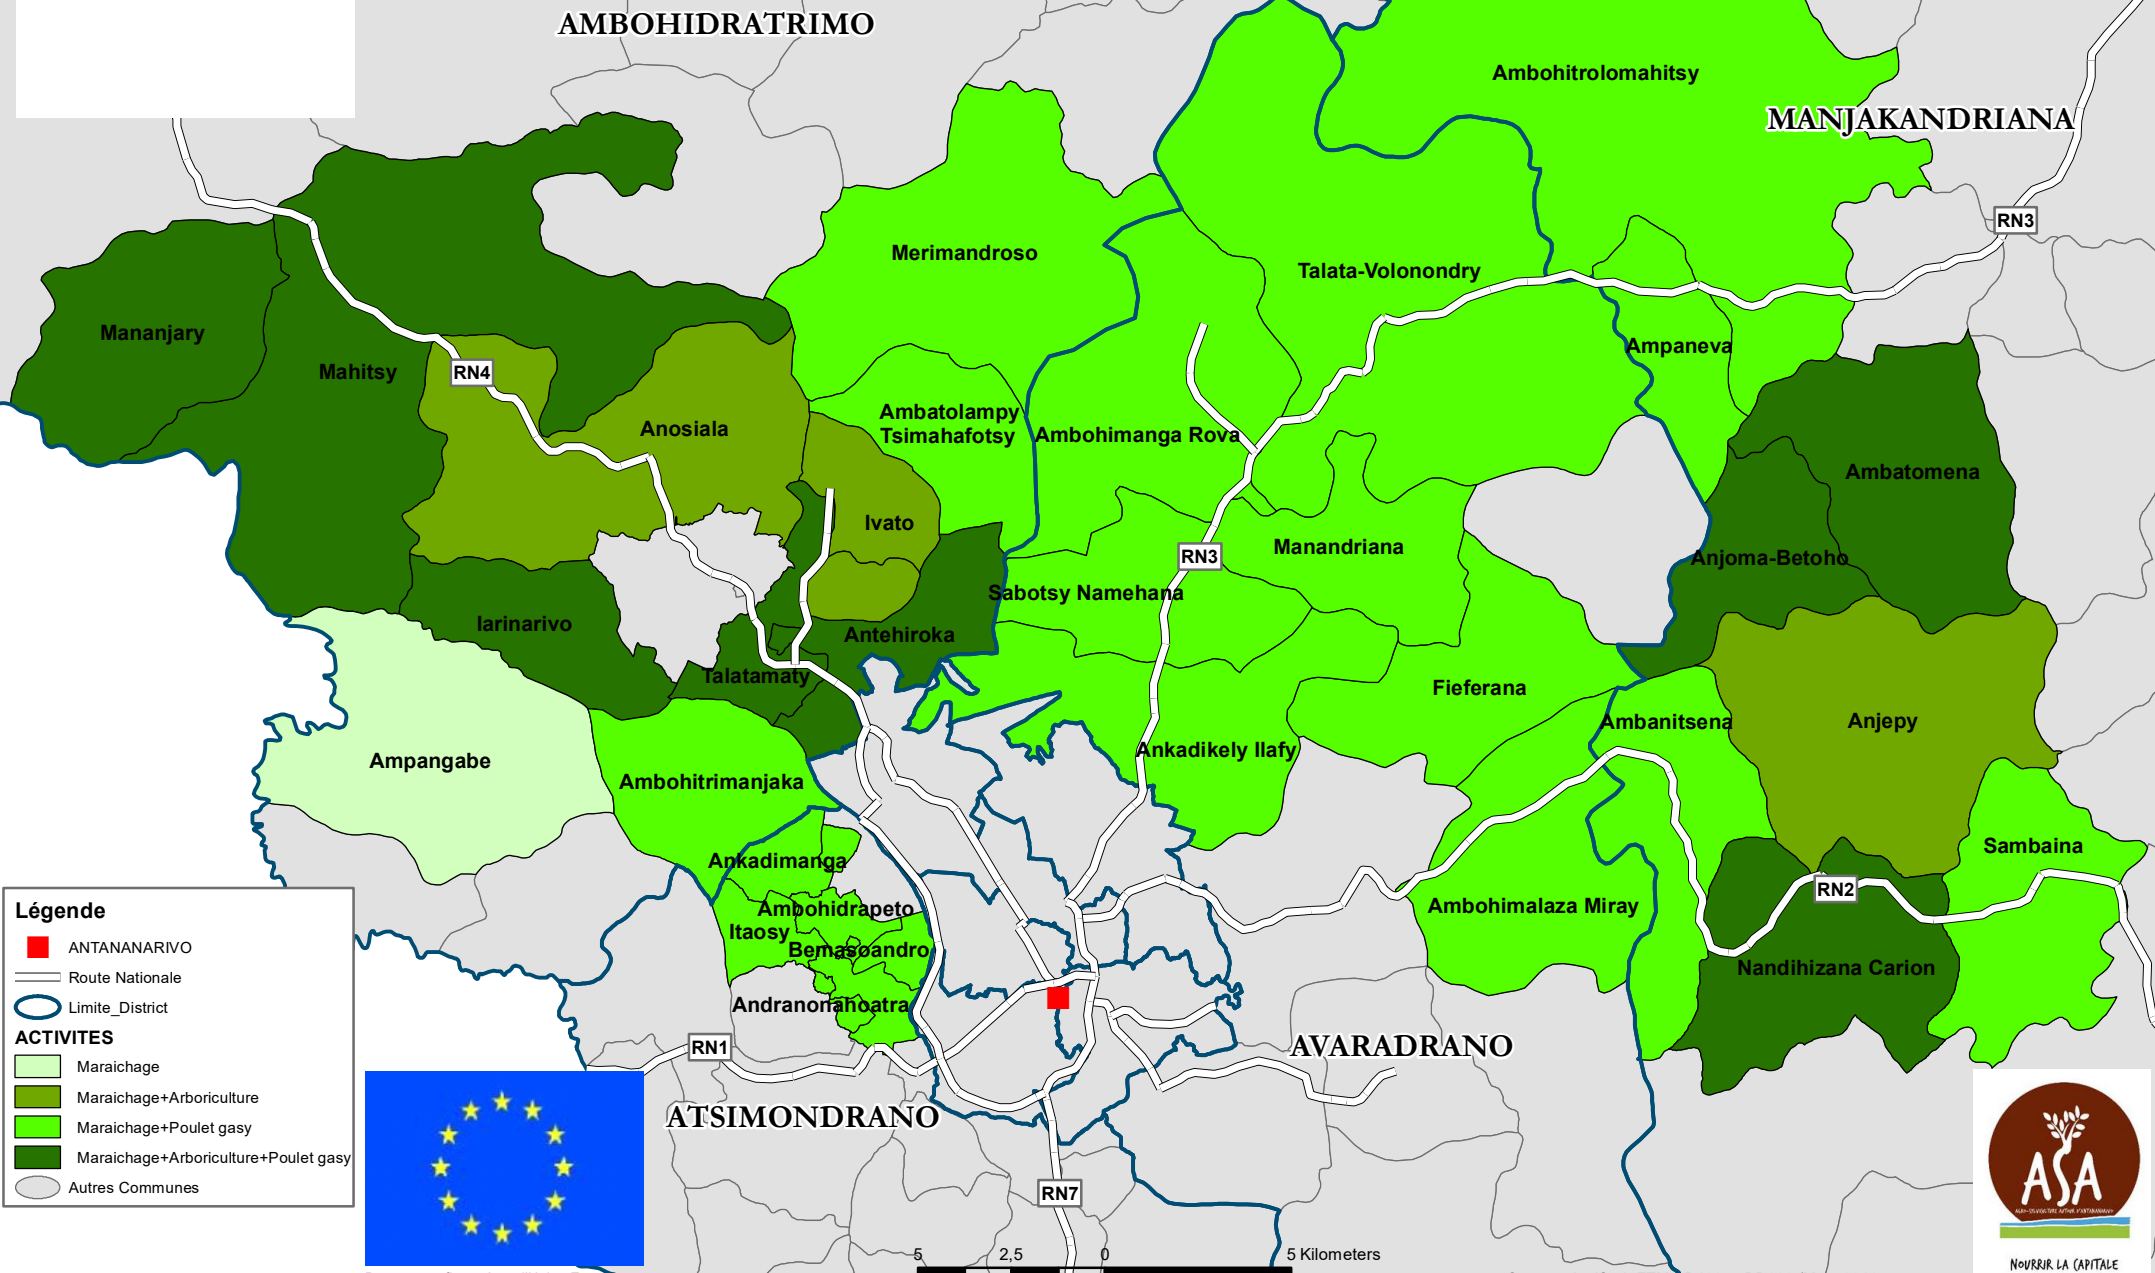 AMBOHIDRATRIMO
Ambohitrolomahitsy
MANJAKANDRIANA
RN3
Merimandroso
Talata-Volonondry
Mananjary
Mahitsy
RN4
Ampaneva
Anosiala
Ambatolampy
Tsimahafotsy
Ambohimanga Rova
Ambatomena
Ivato
RN3
Manandriana
Anjoma-Betoho
Sabotsy Namehana
Iarinarivo
Antehiroka
Talatamaty
Fieferana
Ambanitsena
Anjepy
Ampangabe
Ankadikely Ilafy
Ambohitrimanjaka
Sambaina
Ankadimanga
RN2
Ambohidrapeto
Itaosy
Ambohimalaza Miray
Bemasoandro
Nandihizana Carion
Andranonahoatra
RN1
AVARADRANO
ATSIMONDRANO
RN7
Légende
ANTANANARIVO
Route Nationale
Limite_District
ACTIVITES
Maraichage
Maraichage+Arboriculture
Maraichage+Poulet gasy
Maraichage+Arboriculture+Poulet gasy
Autres Communes
5 2,5 0 5 Kilometers
ASA
AGRO-SYLVICULTURE AUTOUR D'ANTANANARIVO
NOURRIR LA CAPITALE